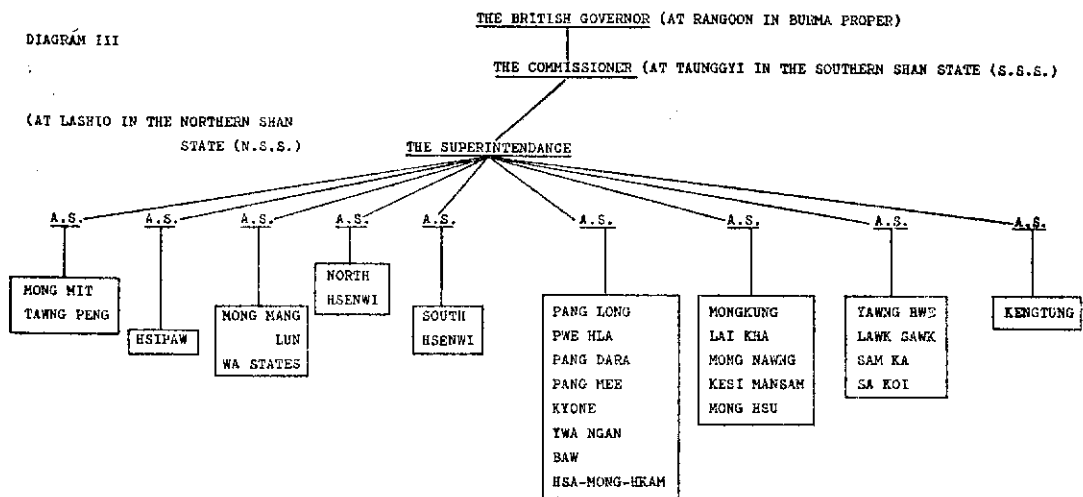 THE BRITISH GOVERNOR (AT RANGOON IN BURMA PROPER)
DIAGRAM III
THE COMMISSIONER (AT TAUNGGYI IN THE SOUTHERN SHAN STATE (S.S.S.)
(AT LASHIO IN THE NORTHERN SHAN
STATE (N.S.S.)
THE SUPERINTENDANCE
A.S. A.S. A.S. A.S. A.S. A.S. A.S. A.S. A.S.
MONG MIT
TAWNG PENG
HSIPAW
MONG MANG
LUN
WA STATES
NORTH
HSENWI
SOUTH
HSENWI
PANG LONG
PWE HLA
PANG DARA
PANG MEE
KYONE
YWA NGAN
BAW
HSA-MONG-HKAM
MONGKUNG
LAI KHA
MONG NAWNG
KESI MANSAM
MONG HSU
YAWNG HWE
LAWK SAWK
SAM KA
SA KOI
KENGTUNG